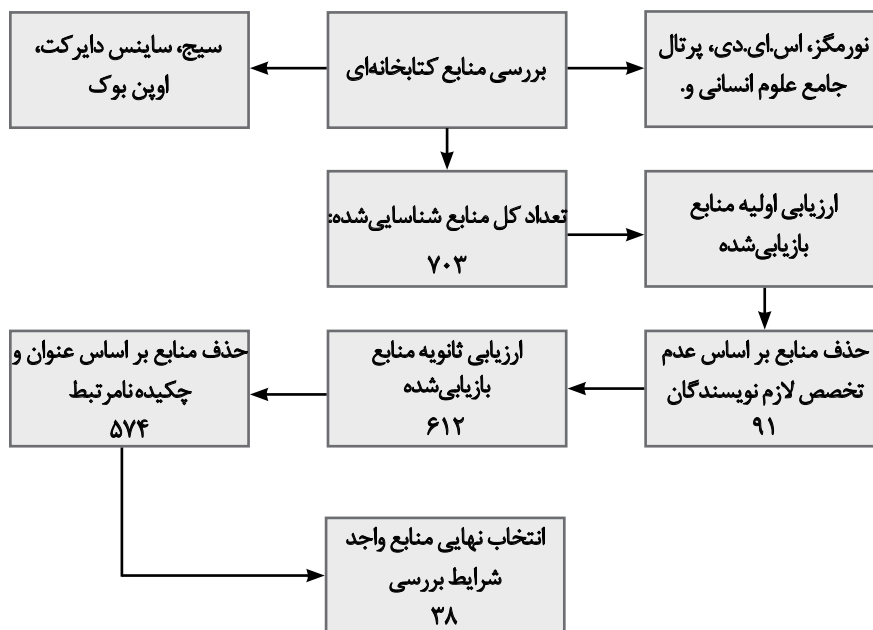 نورمگز، اس.ای.دی، پرتال
جامع علوم انسانی و.
بررسی منابع کتابخانه‌ای
سیج، ساینس دایرکت،
اوپن بوک
تعداد کل منابع شناسایی‌شده:
۷۰۳
ارزیابی اولیه منابع
بازیابی‌شده
حذف منابع بر اساس عدم
تخصص لازم نویسندگان
۹۱
ارزیابی ثانویه منابع
بازیابی‌شده
۶۱۲
حذف منابع بر اساس عنوان و
چکیده نامرتبط
۵۷۴
انتخاب نهایی منابع واجد
شرایط بررسی
۳۸